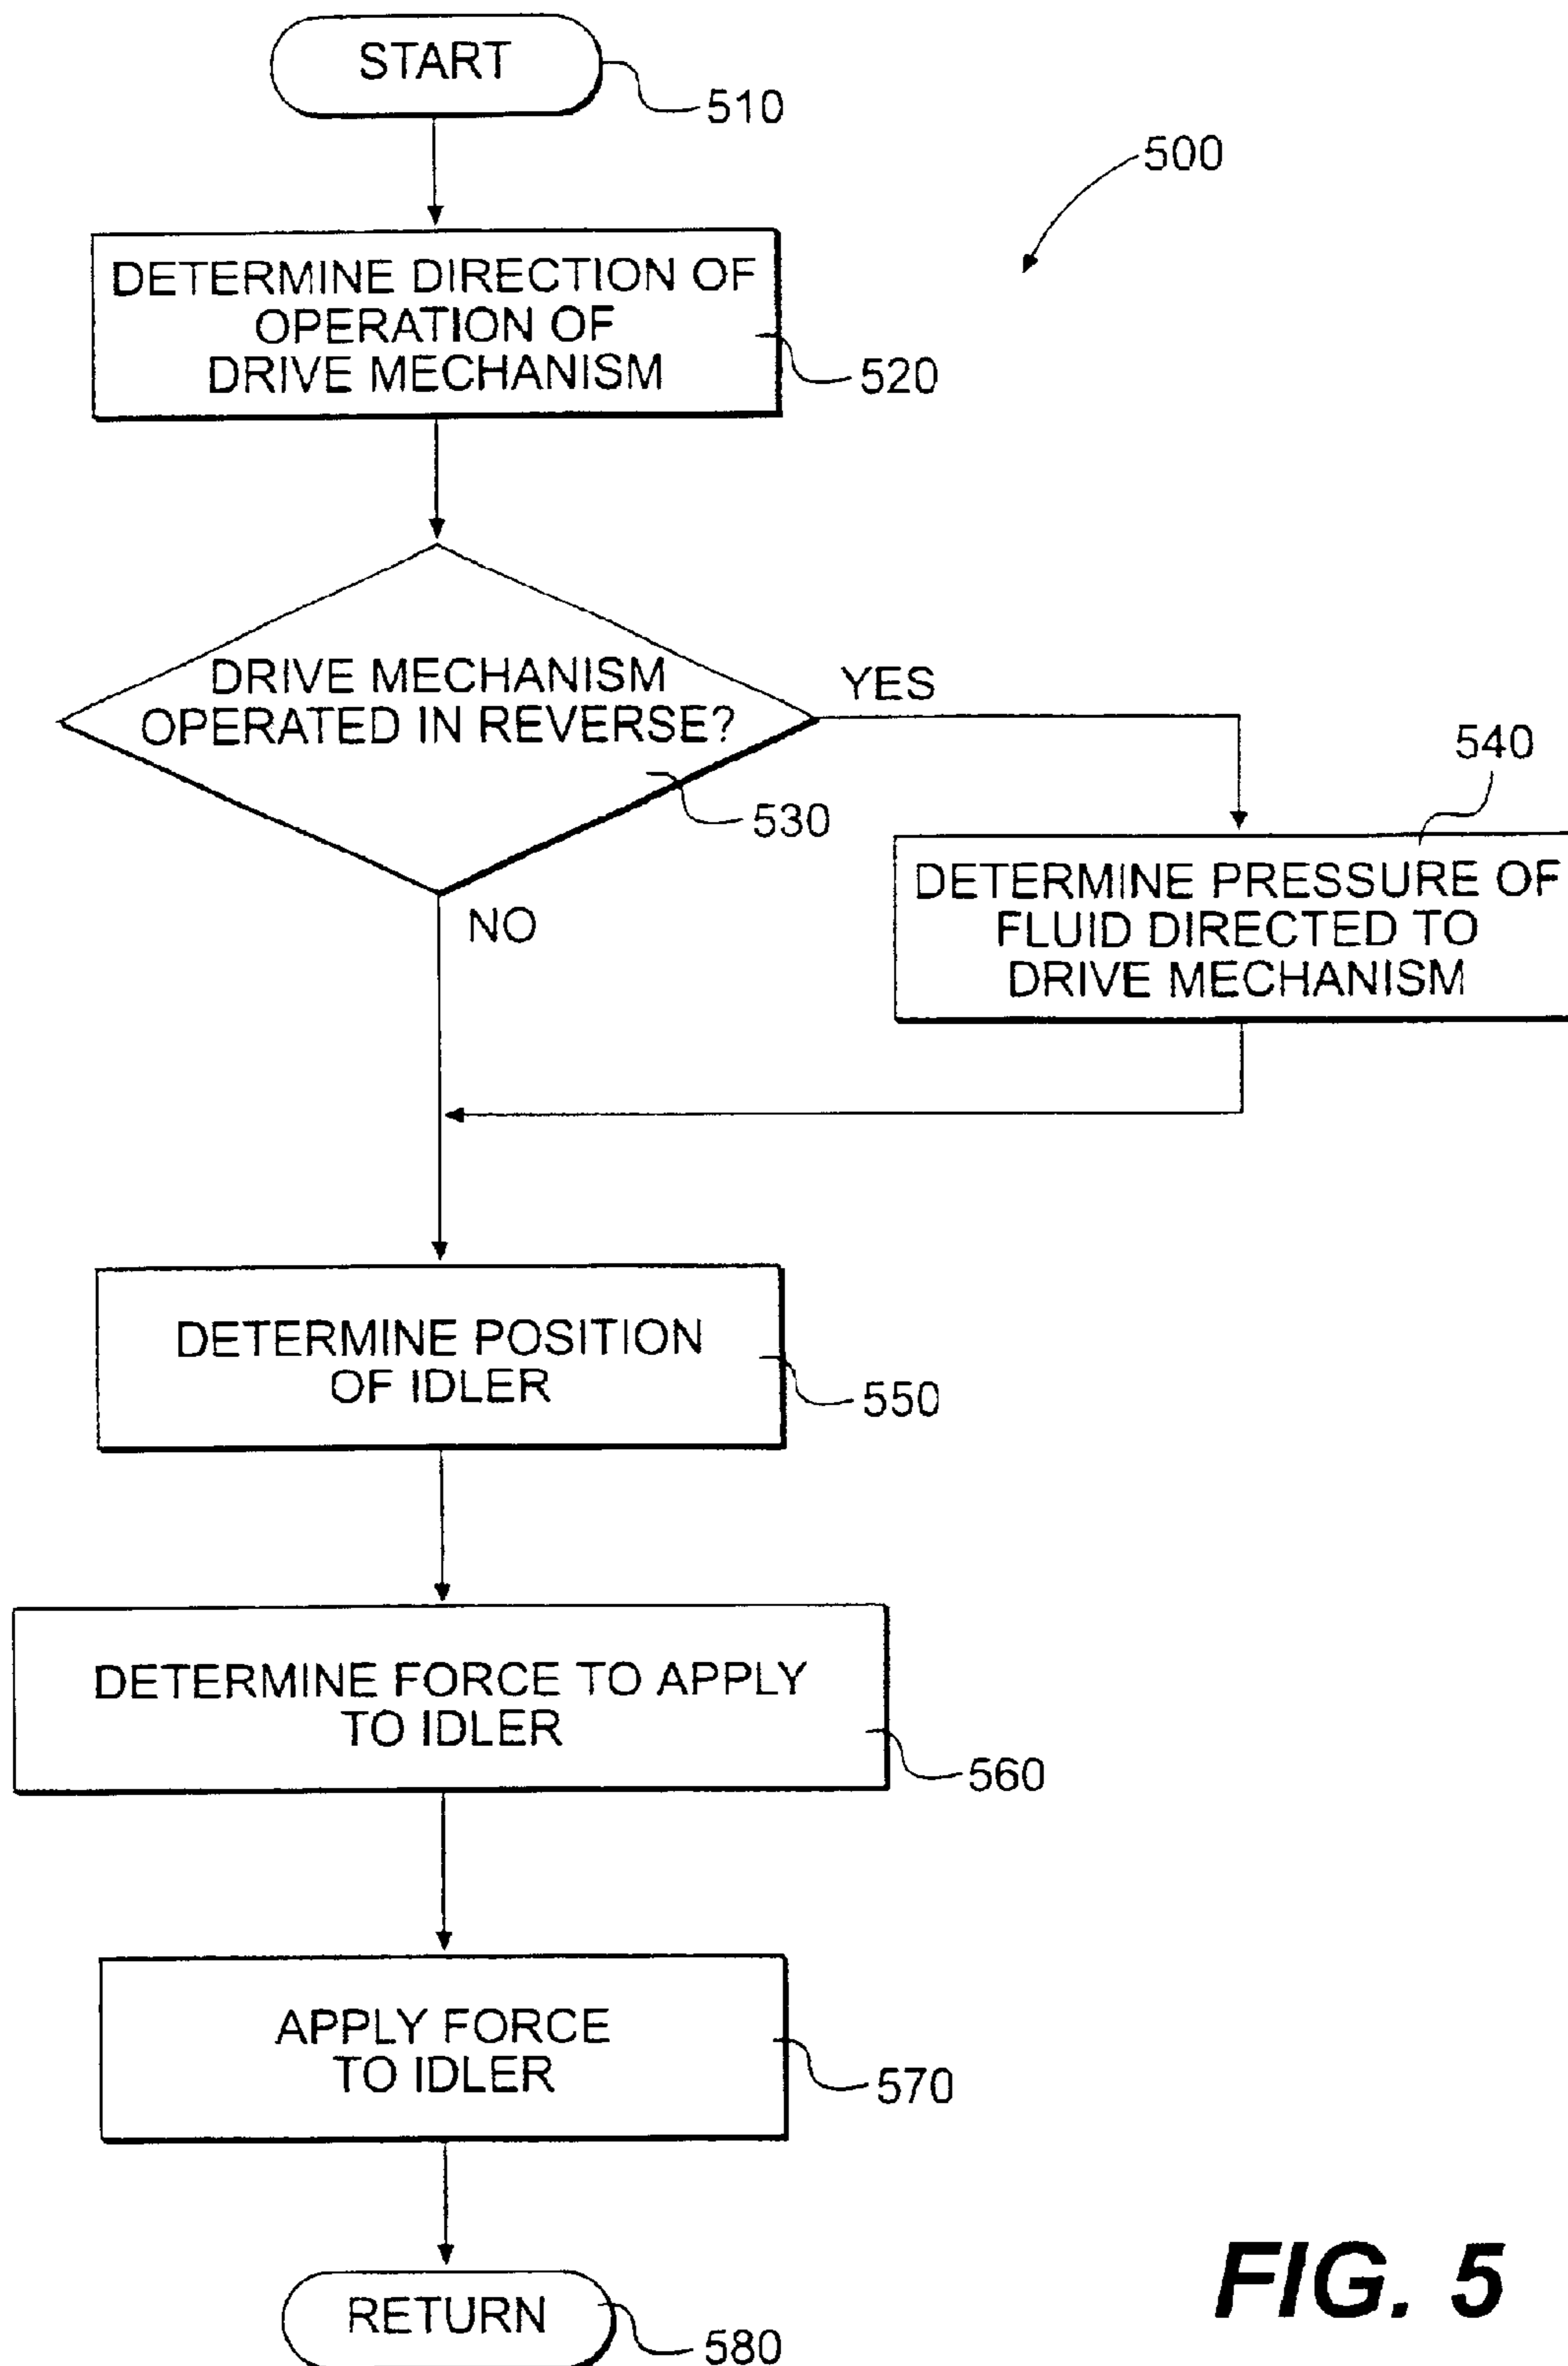 START
510
500
DETERMINE DIRECTION OF
OPERATION OF
DRIVE MECHANISM
520
DRIVE MECHANISM
OPERATED IN REVERSE?
530
YES
540
DETERMINE PRESSURE OF
FLUID DIRECTED TO
DRIVE MECHANISM
NO
DETERMINE POSITION
OF IDLER
550
DETERMINE FORCE TO APPLY
TO IDLER
560
APPLY FORCE
TO IDLER
570
RETURN
580
FIG. 5